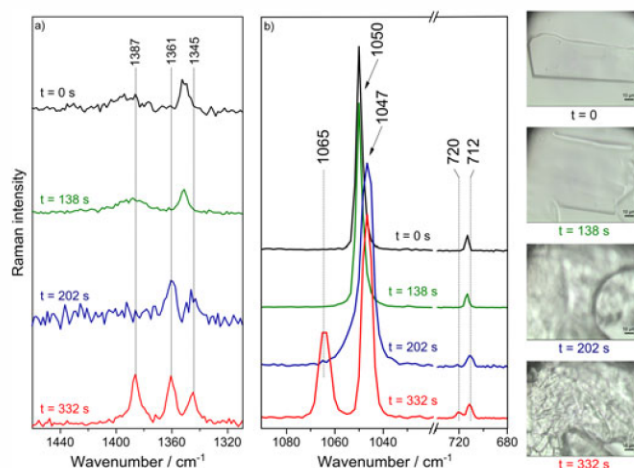 a)
1387
1361
1345
t = 0 s
t = 138 s
t = 202 s
t = 332 s
1440
1400
1360
1320
Wavenumber / cm⁻¹
Raman intensity
b)
1065
1050
1047
720
712
t = 0 s
t = 138 s
t = 202 s
t = 332 s
1080
1040
720
680
Wavenumber / cm⁻¹
t = 0
t = 138 s
t = 202 s
t = 332 s